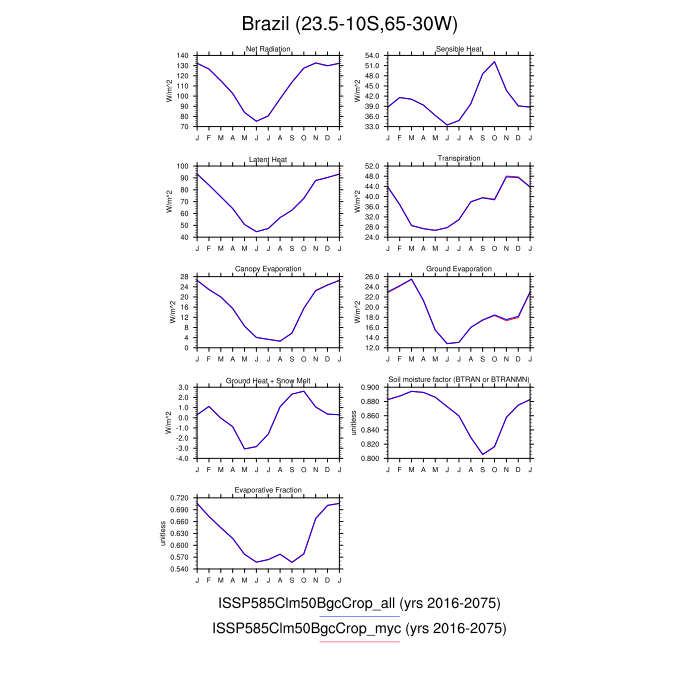 Brazil (23.5-10S,65-30W)
Net Radiation
W/m^2
140
130
120
110
100
90
80
70
J F M A M J J A S O N D J
Sensible Heat
W/m^2
54.0
51.0
48.0
45.0
42.0
39.0
36.0
33.0
J F M A M J J A S O N D J
Latent Heat
W/m^2
100
90
80
70
60
50
40
J F M A M J J A S O N D J
Transpiration
W/m^2
52.0
48.0
44.0
40.0
36.0
32.0
28.0
24.0
J F M A M J J A S O N D J
Canopy Evaporation
W/m^2
28
24
20
16
12
8
4
0
J F M A M J J A S O N D J
Ground Evaporation
W/m^2
26.0
24.0
22.0
20.0
18.0
16.0
14.0
12.0
J F M A M J J A S O N D J
Ground Heat + Snow Melt
W/m^2
3.0
2.0
1.0
0.0
-1.0
-2.0
-3.0
-4.0
J F M A M J J A S O N D J
Soil moisture factor (BTRAN or BTRANMN)
unitless
0.900
0.880
0.860
0.840
0.820
0.800
J F M A M J J A S O N D J
Evaporative Fraction
unitless
0.720
0.690
0.660
0.630
0.600
0.570
0.540
J F M A M J J A S O N D J
ISSP585Clm50BgcCrop_all (yrs 2016-2075)
ISSP585Clm50BgcCrop_myc (yrs 2016-2075)